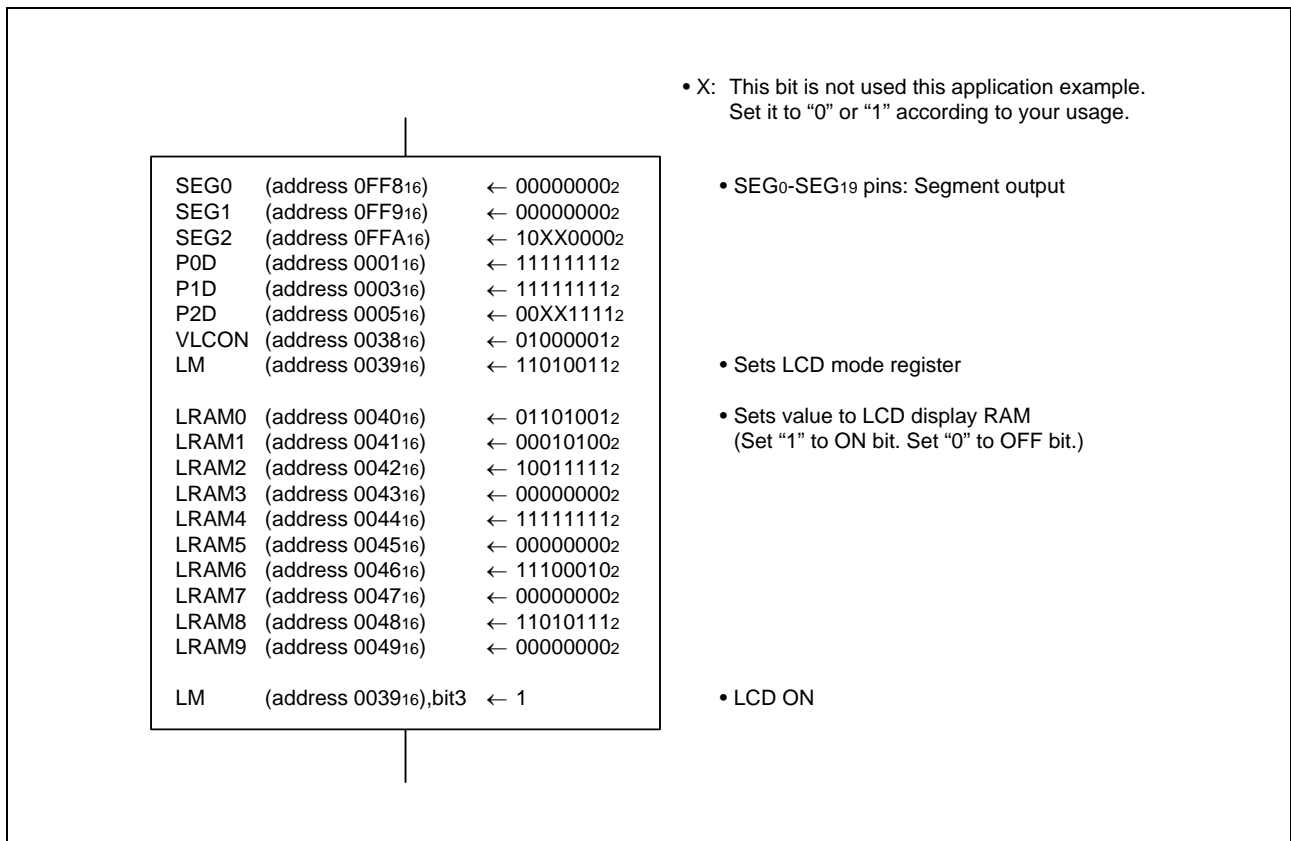 • X: This bit is not used this application example.
Set it to “0” or “1” according to your usage.
SEG0 (address 0FF816) ← 000000002 • SEG0-SEG19 pins: Segment output
SEG1 (address 0FF916) ← 000000002
SEG2 (address 0FFA16) ← 10XX00002
P0D (address 000116) ← 111111112
P1D (address 000316) ← 111111112
P2D (address 000516) ← 00XX11112
VLCON (address 003816) ← 010000012
LM (address 003916) ← 110100112 • Sets LCD mode register
LRAM0 (address 004016) ← 011010012 • Sets value to LCD display RAM
LRAM1 (address 004116) ← 000101002 (Set “1” to ON bit. Set “0” to OFF bit.)
LRAM2 (address 004216) ← 100111112
LRAM3 (address 004316) ← 000000002
LRAM4 (address 004416) ← 111111112
LRAM5 (address 004516) ← 000000002
LRAM6 (address 004616) ← 111000102
LRAM7 (address 004716) ← 000000002
LRAM8 (address 004816) ← 110101112
LRAM9 (address 004916) ← 000000002
LM (address 003916),bit3 ← 1 • LCD ON